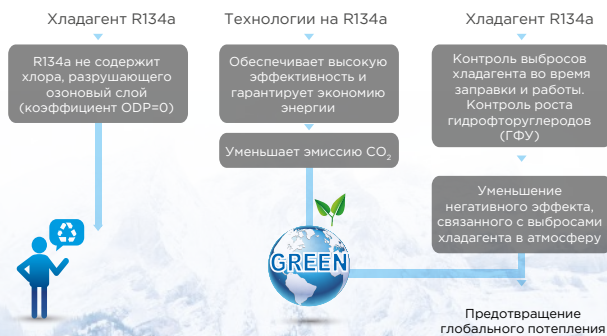 Хладагент R134a
R134a не содержит
хлора, разрушающего
озоновый слой
(коэффициент ODP=0)
Технологии на R134a
Обеспечивает высокую
эффективность и
гарантирует экономию
энергии
Уменьшает эмиссию CO₂
GREEN
Хладагент R134a
Контроль выбросов
хладагента во время
заправки и работы.
Контроль роста
гидрофторуглеродов
(ГФУ)
Уменьшение
негативного эффекта,
связанного с выбросами
хладагента в атмосферу
Предотвращение
глобального потепления